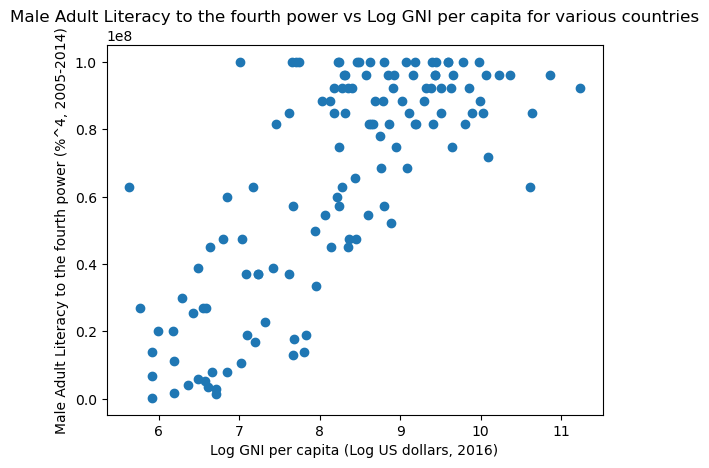 Male Adult Literacy to the fourth power vs Log GNI per capita for various countries
1e8
1.0
0.8
0.6
0.4
0.2
0.0
Male Adult Literacy to the fourth power (%^4, 2005-2014)
6 7 8 9 10 11
Log GNI per capita (Log US dollars, 2016)